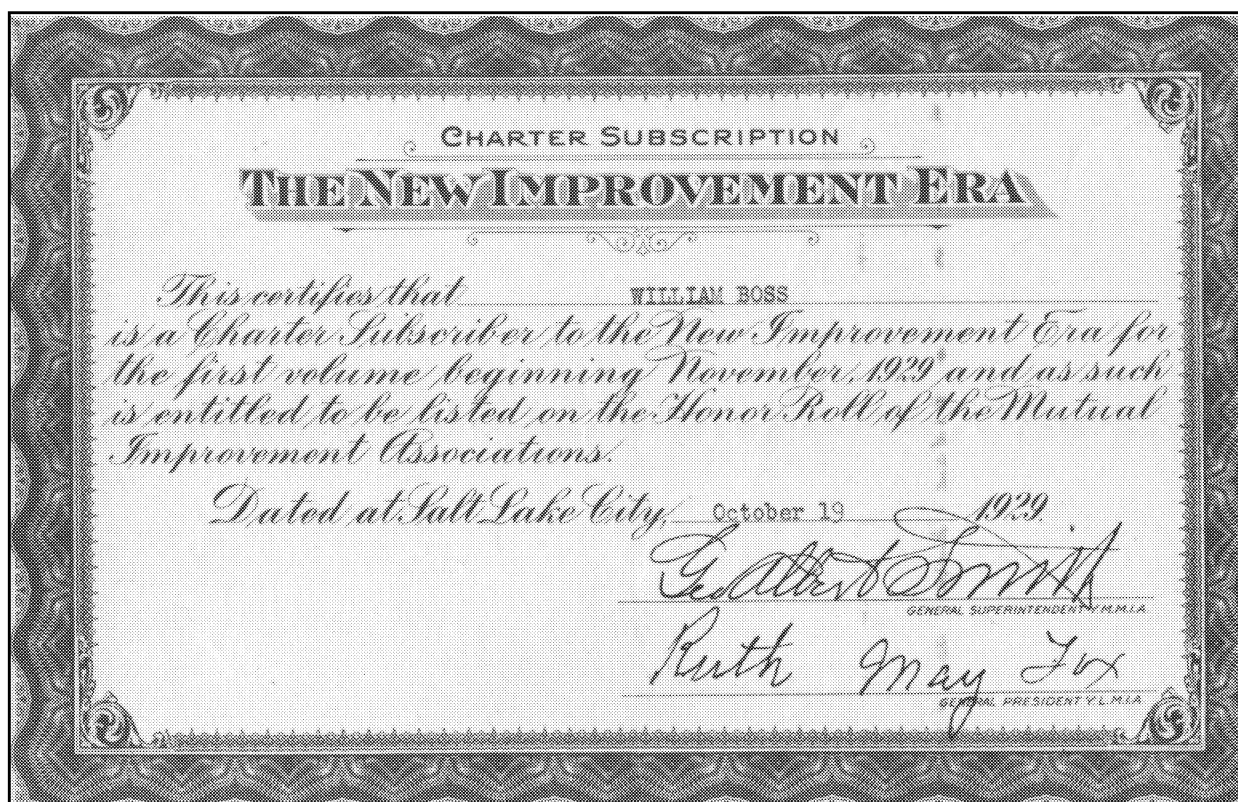 CHARTER SUBSCRIPTION
THE NEW IMPROVEMENT ERA
This certifies that WILLIAM BOSS
is a Charter Subscriber to the New Improvement Era for
the first volume beginning November, 1929 and as such
is entitled to be listed on the Honor Roll of the Mutual
Improvement Associations.
Dated at Salt Lake City, October 19 1929.
Geo Albert Smith
GENERAL SUPERINTENDENT Y.M.M.I.A.
Ruth May Fox
GENERAL PRESIDENT Y.L.M.I.A.